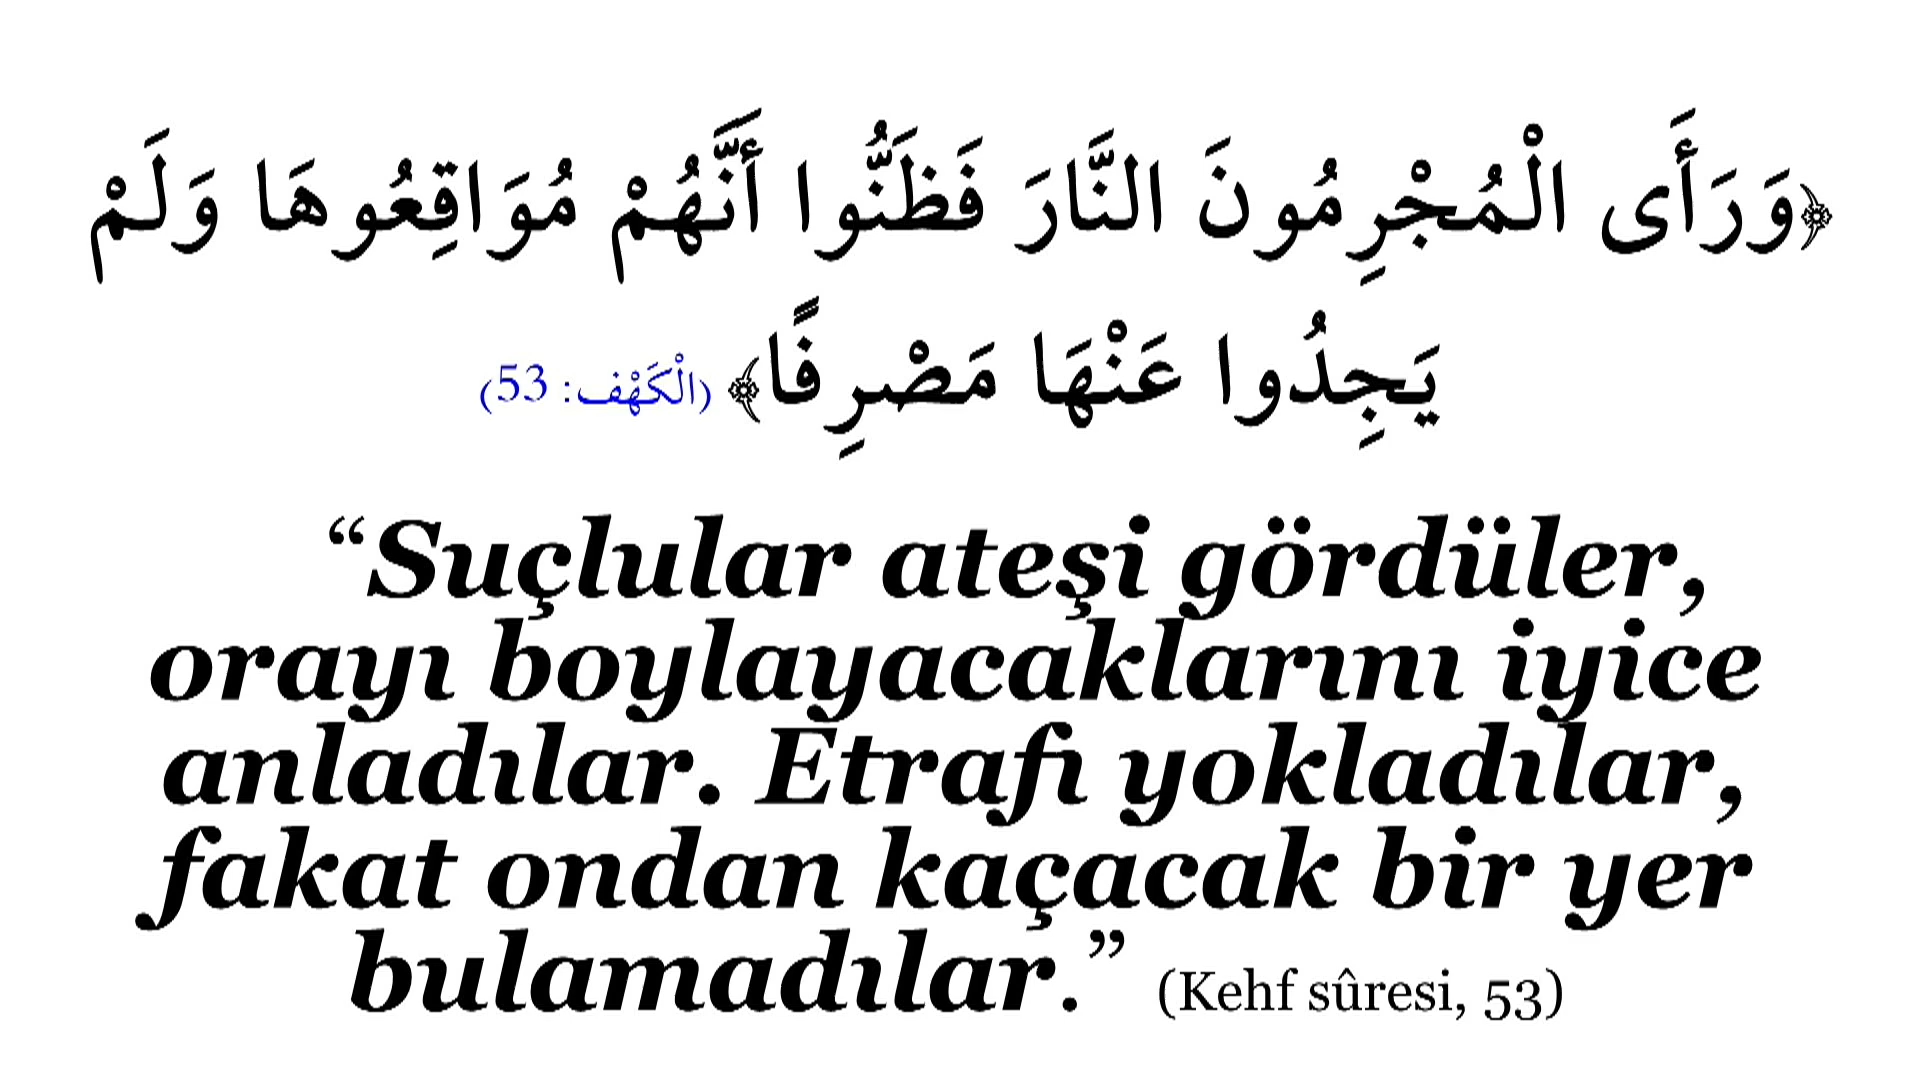 ﴿وَرَأَى الْمُجْرِمُونَ النَّارَ فَظَنُّوا أَنَّهُمْ مُوَاقِعُوهَا وَلَمْ
يَجِدُوا عَنْهَا مَصْرِفًا﴾ (الْكَهْف: 53)
“Suçlular ateşi gördüler,
orayı boylayacaklarını iyice
anladılar. Etrafı yokladılar,
fakat ondan kaçacak bir yer
bulamadılar.” (Kehf sûresi, 53)